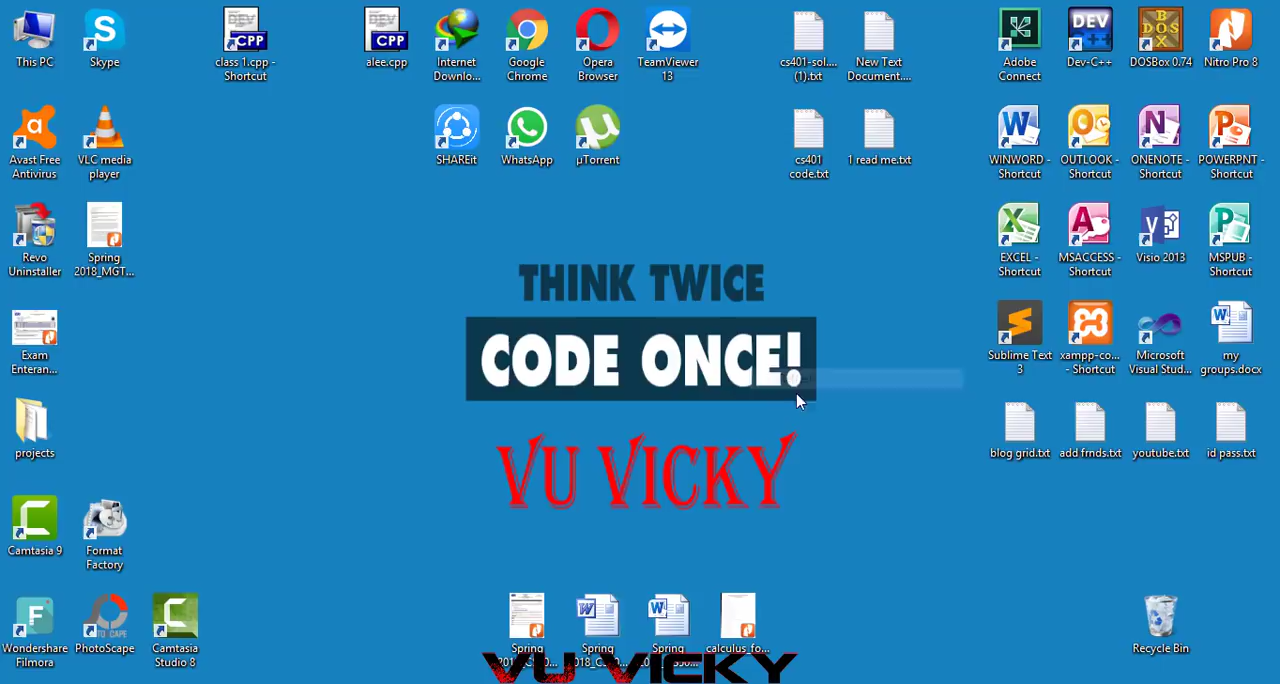 This PC
Skype
class 1.cpp -
Shortcut
alee.cpp
Internet
Downlo...
Google
Chrome
Opera
Browser
TeamViewer
13
cs401-sol....
(1).txt
New Text
Document....
Adobe
Connect
Dev-C++
DOSBox 0.74
Nitro Pro 8
Avast Free
Antivirus
VLC media
player
SHAREit
WhatsApp
µTorrent
cs401
code.txt
1 read me.txt
WINWORD -
Shortcut
OUTLOOK -
Shortcut
ONENOTE -
Shortcut
POWERPNT -
Shortcut
Revo
Uninstaller
Spring
2018_MGT...
EXCEL -
Shortcut
MSACCESS -
Shortcut
Visio 2013
MSPUB -
Shortcut
THINK TWICE
CODE ONCE!
VU VICKY
Exam
Enteran...
Sublime Text
3
xampp-co...
- Shortcut
Microsoft
Visual Stud...
my
groups.docx
projects
blog grid.txt
add frnds.txt
youtube.txt
id pass.txt
Camtasia 9
Format
Factory
Wondershare
Filmora
PhotoScape
Camtasia
Studio 8
Spring
Spring
Spring
calculus_fo...
Recycle Bin
VU VICKY